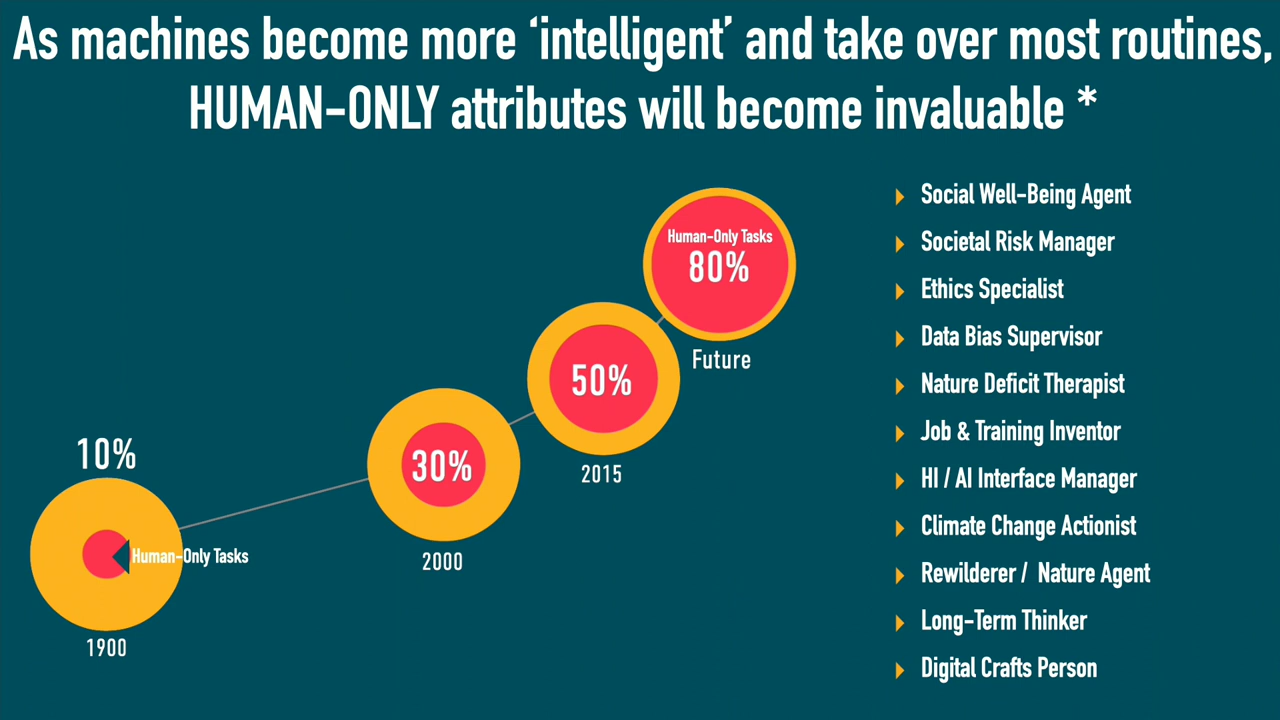 As machines become more ‘intelligent’ and take over most routines,
HUMAN-ONLY attributes will become invaluable *
Human-Only Tasks
80%
Future
50%
2015
30%
2000
10%
Human-Only Tasks
1900
Social Well-Being Agent
Societal Risk Manager
Ethics Specialist
Data Bias Supervisor
Nature Deficit Therapist
Job & Training Inventor
HI / AI Interface Manager
Climate Change Actionist
Rewilderer /  Nature Agent
Long-Term Thinker
Digital Crafts Person